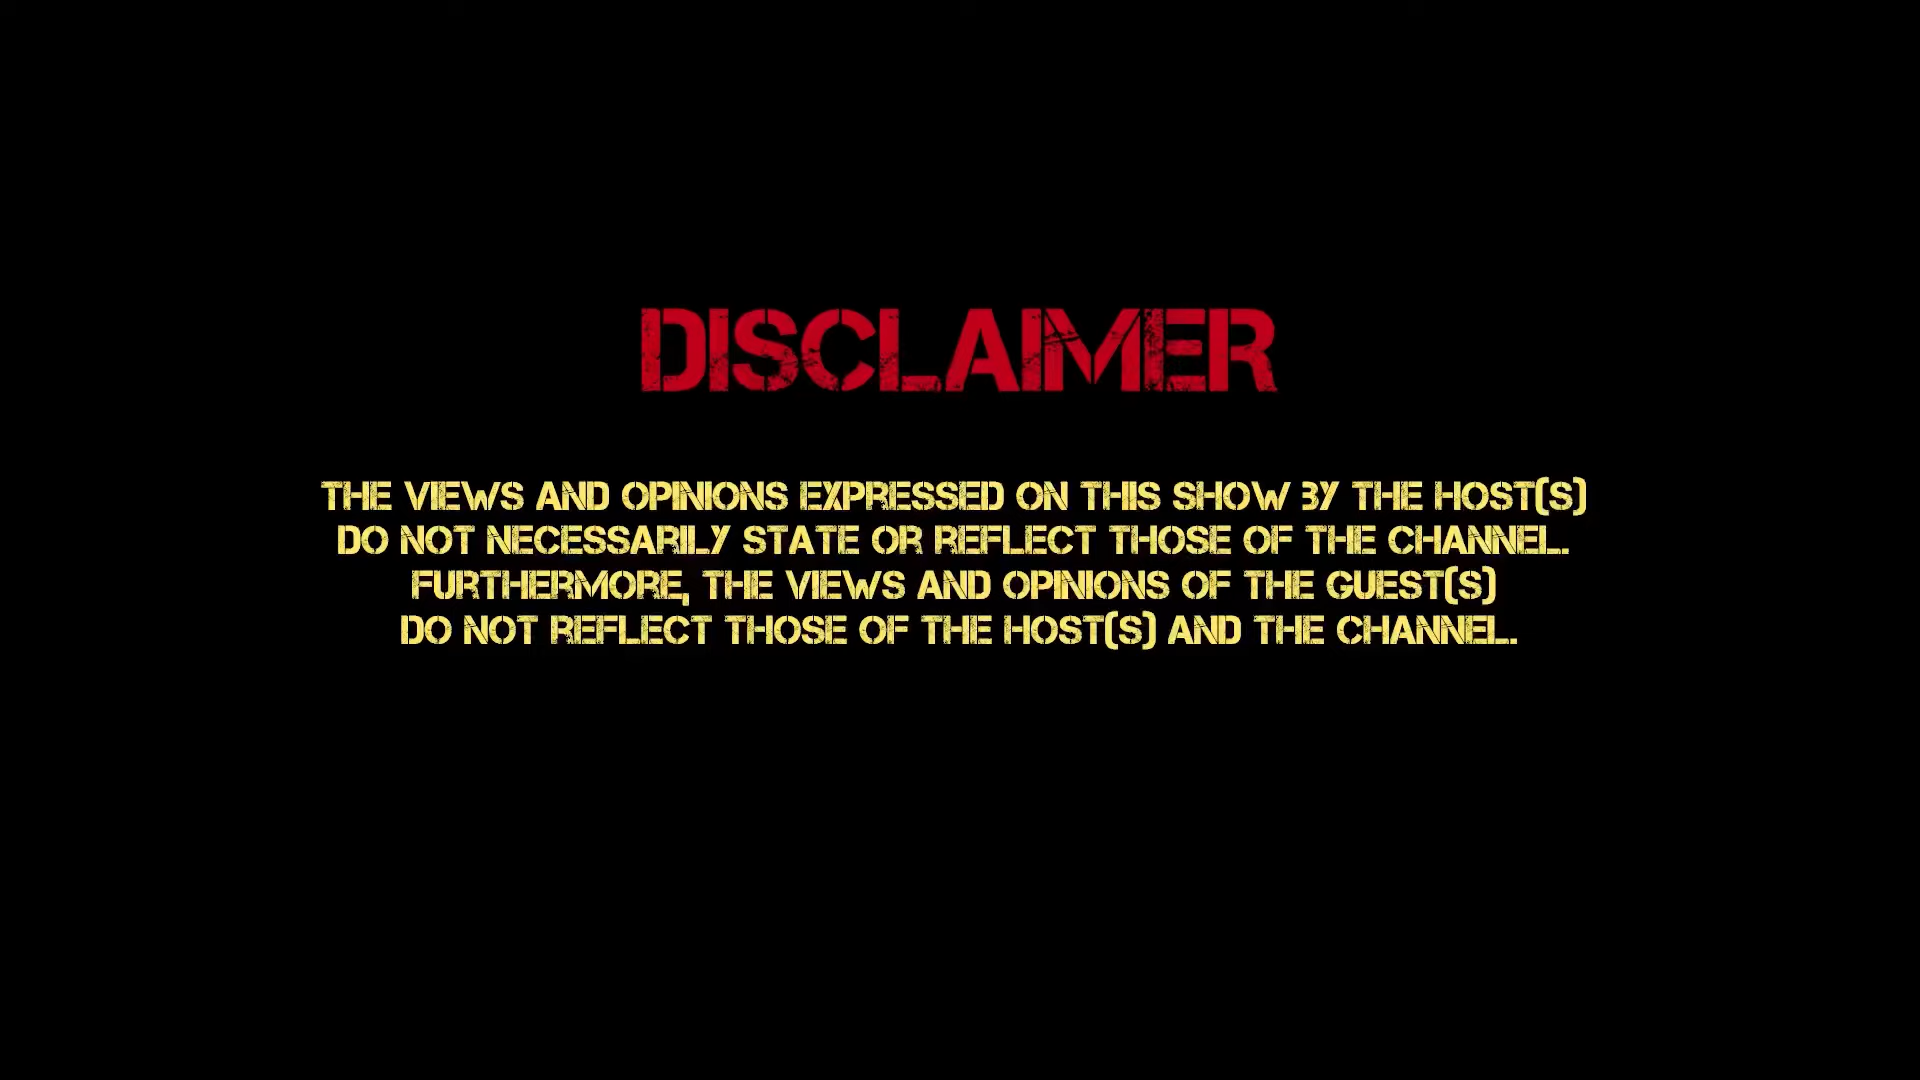 DISCLAIMER
THE VIEWS AND OPINIONS EXPRESSED ON THIS SHOW BY THE HOST(S)
DO NOT NECESSARILY STATE OR REFLECT THOSE OF THE CHANNEL.
FURTHERMORE, THE VIEWS AND OPINIONS OF THE GUEST(S)
DO NOT REFLECT THOSE OF THE HOST(S) AND THE CHANNEL.